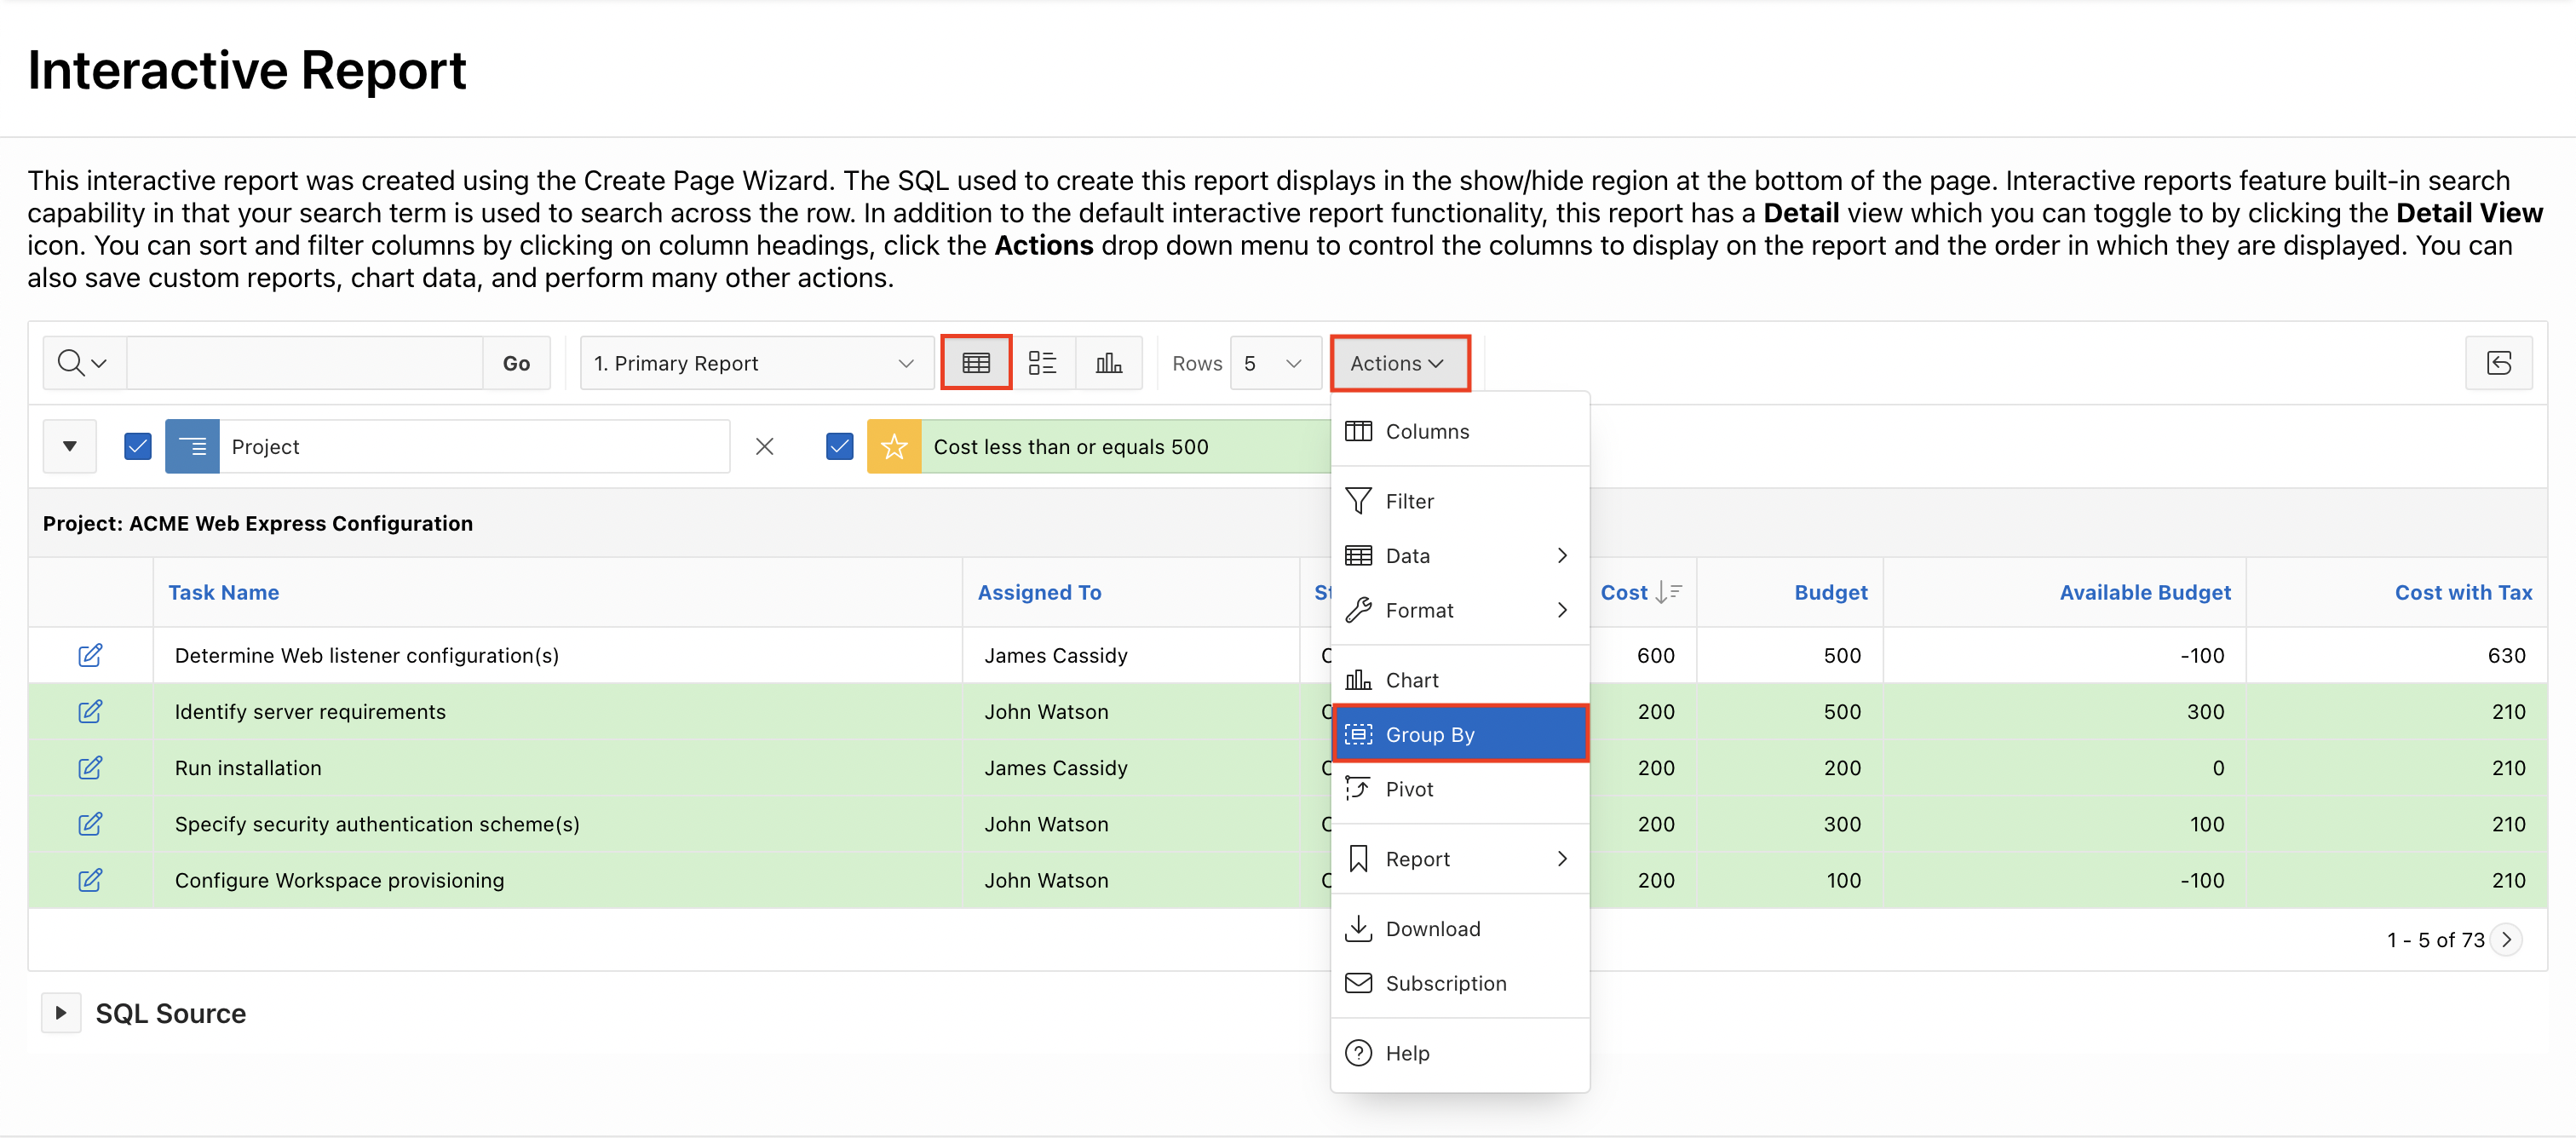 Interactive Report
This interactive report was created using the Create Page Wizard. The SQL used to create this report displays in the show/hide region at the bottom of the page. Interactive reports feature built-in search
capability in that your search term is used to search across the row. In addition to the default interactive report functionality, this report has a Detail view which you can toggle to by clicking the Detail View
icon. You can sort and filter columns by clicking on column headings, click the Actions drop down menu to control the columns to display on the report and the order in which they are displayed. You can
also save custom reports, chart data, and perform many other actions.
Go 1. Primary Report Rows 5 Actions
Project Cost less than or equals 500
Project: ACME Web Express Configuration
Task Name Assigned To Cost Budget Available Budget Cost with Tax
Determine Web listener configuration(s) James Cassidy 600 500 -100 630
Identify server requirements John Watson 200 500 300 210
Run installation James Cassidy 200 200 0 210
Specify security authentication scheme(s) John Watson 200 300 100 210
Configure Workspace provisioning John Watson 200 100 -100 210
1 - 5 of 73
Columns
Filter
Data
Format
Chart
Group By
Pivot
Report
Download
Subscription
Help
SQL Source